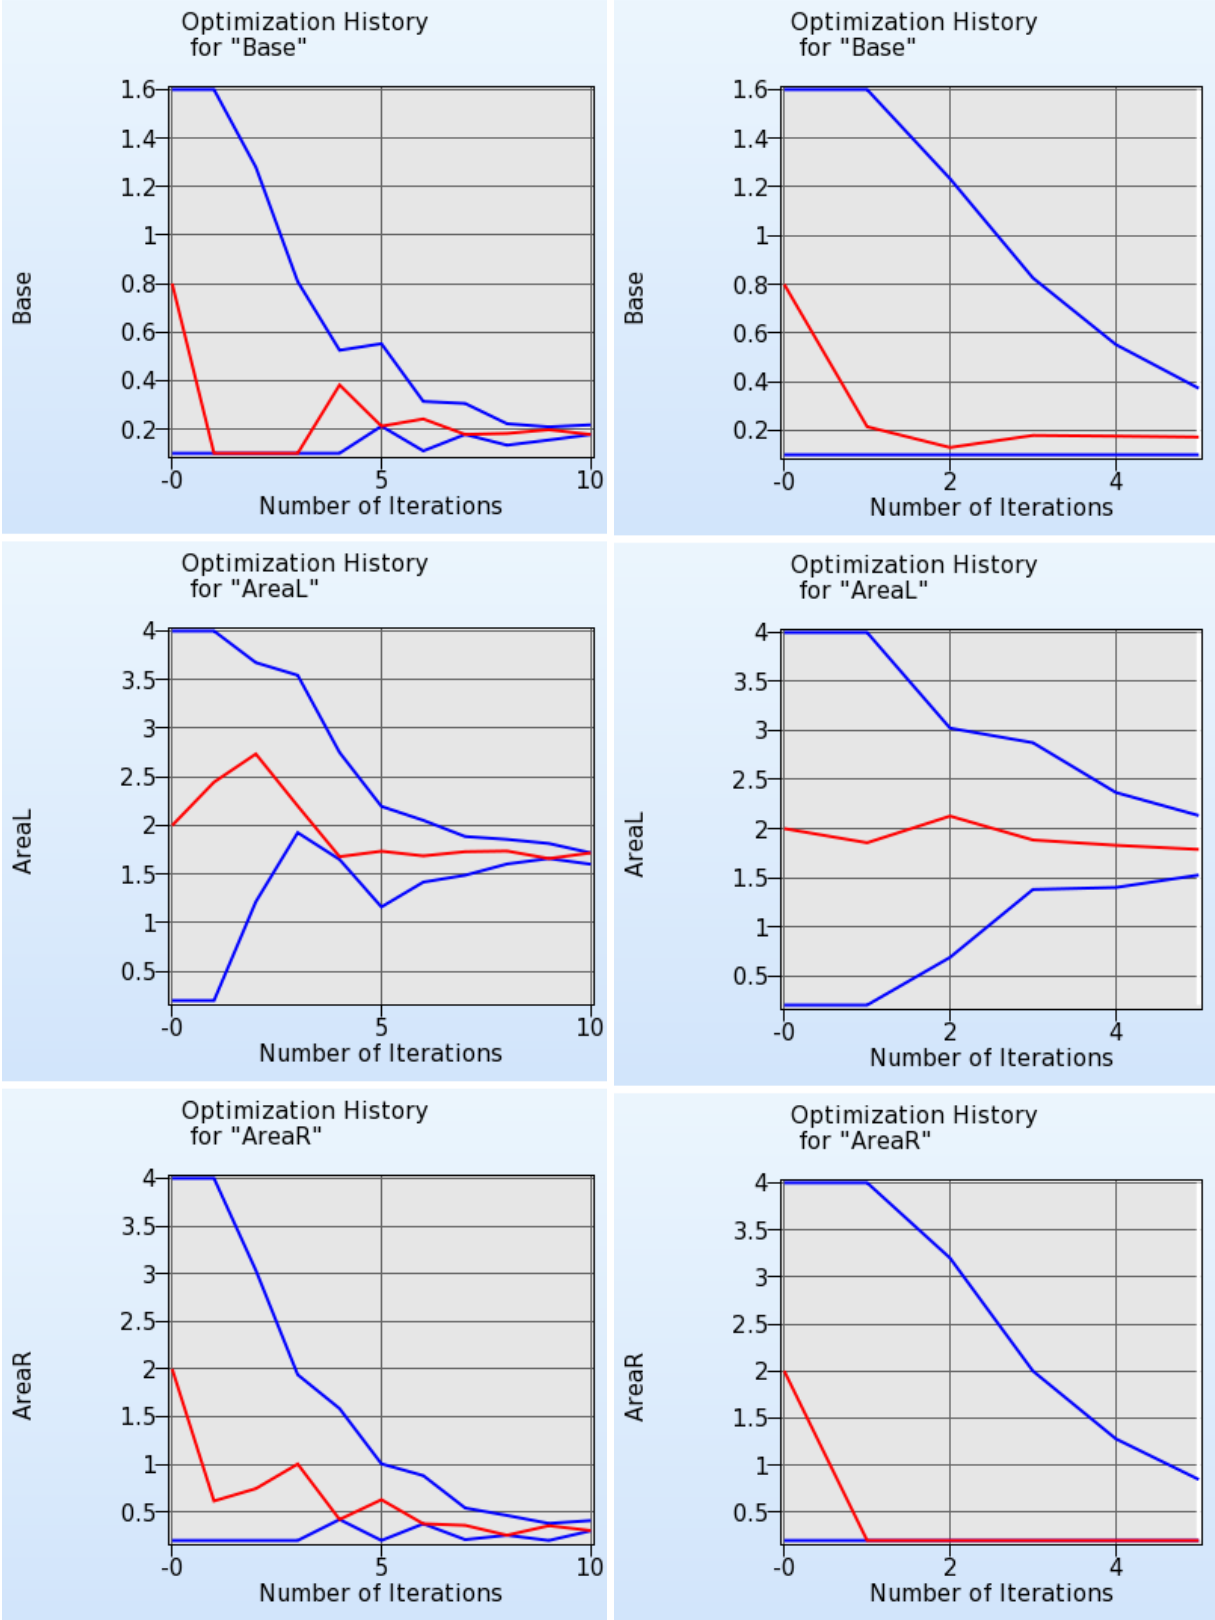 Optimization History
for "Base"
1.6
1.4
1.2
1
0.8
0.6
0.4
0.2
Base
-0
5
10
Number of Iterations
Optimization History
for "Base"
1.6
1.4
1.2
1
0.8
0.6
0.4
0.2
Base
-0
2
4
Number of Iterations
Optimization History
for "AreaL"
4
3.5
3
2.5
2
1.5
1
0.5
AreaL
-0
5
10
Number of Iterations
Optimization History
for "AreaL"
4
3.5
3
2.5
2
1.5
1
0.5
AreaL
-0
2
4
Number of Iterations
Optimization History
for "AreaR"
4
3.5
3
2.5
2
1.5
1
0.5
AreaR
-0
5
10
Number of Iterations
Optimization History
for "AreaR"
4
3.5
3
2.5
2
1.5
1
0.5
AreaR
-0
2
4
Number of Iterations